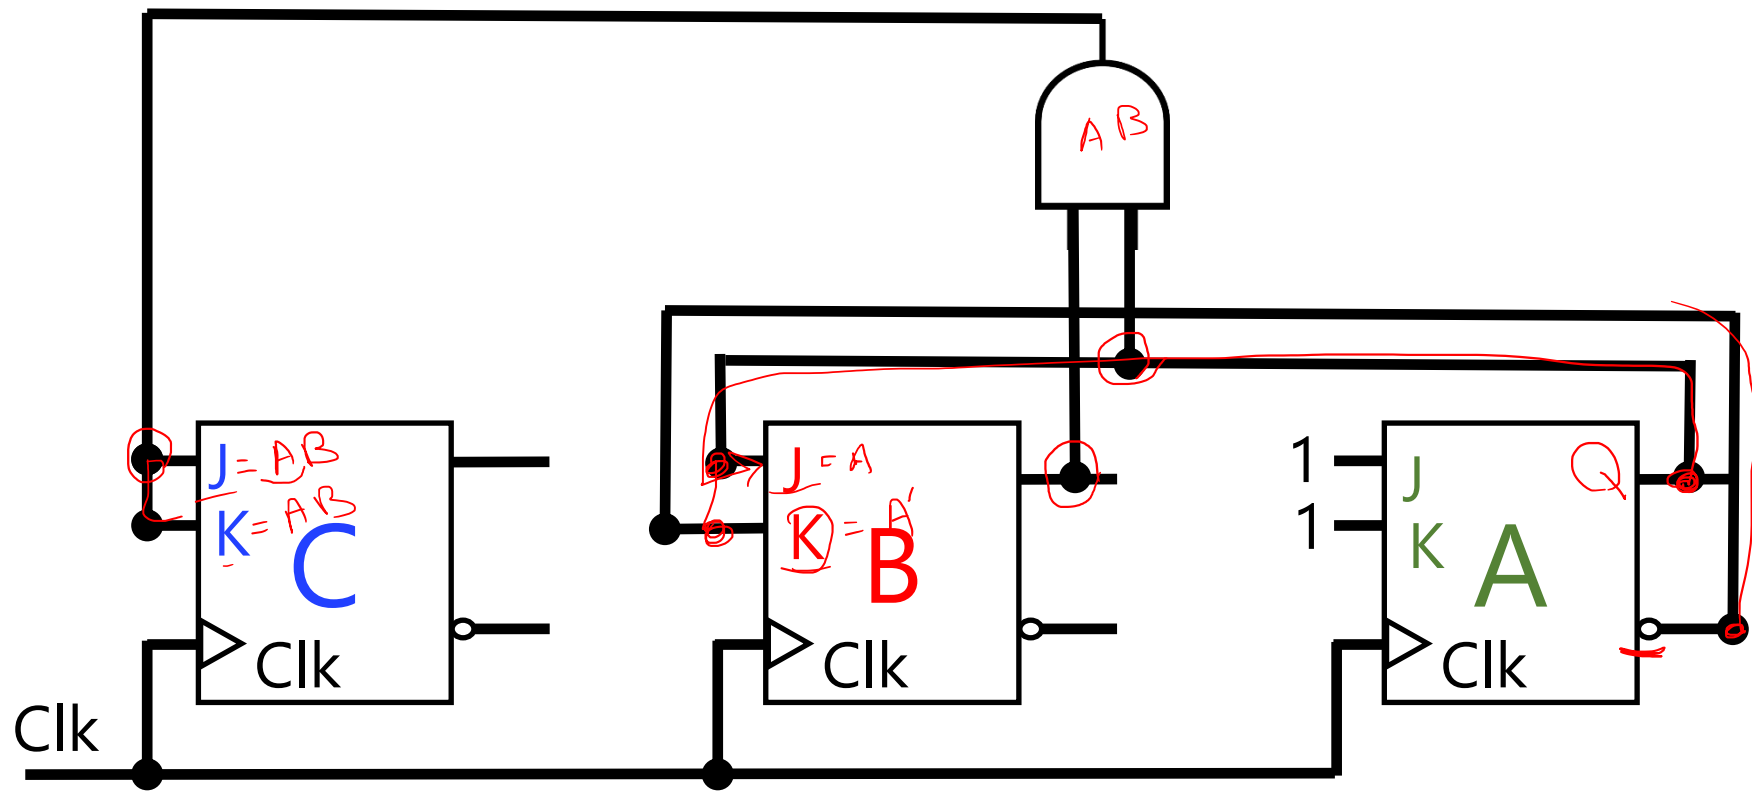 AB
J = AB
K = AB
C
Clk
J = A
K = A'
B
Clk
1
1
J
K
Q
A
Clk
Clk